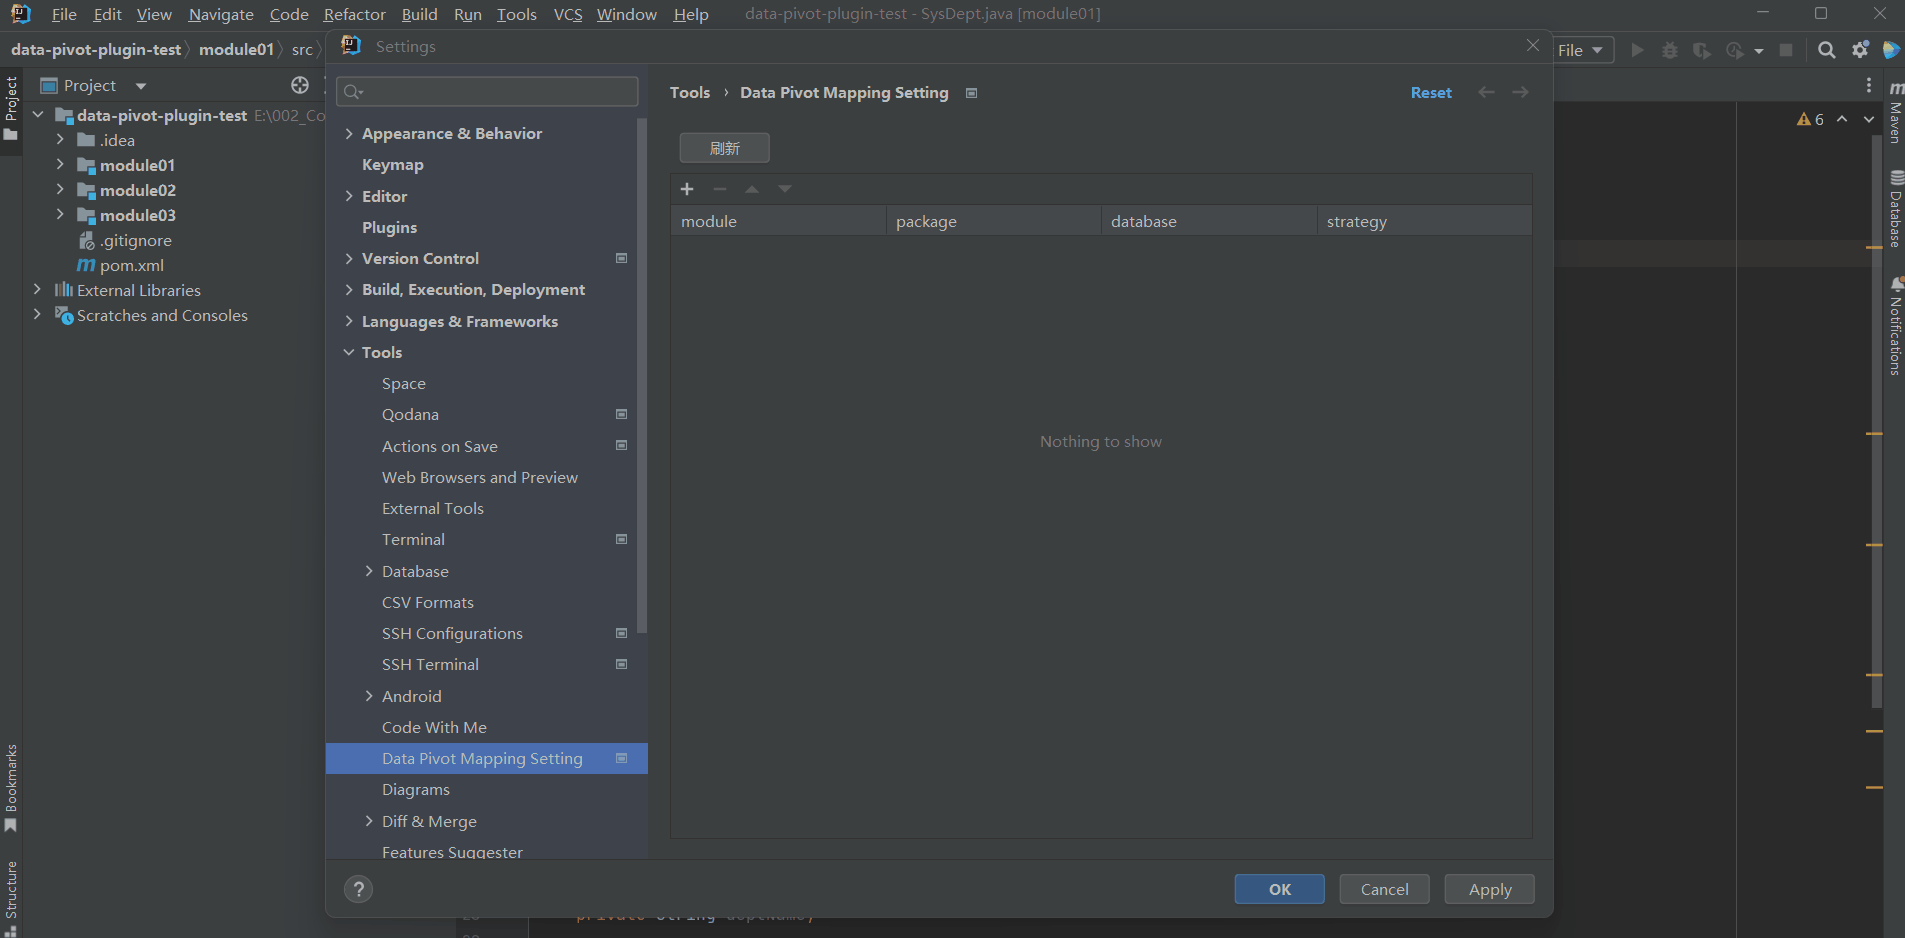 File Edit View Navigate Code Refactor Build Run Tools VCS Window Help data-pivot-plugin-test - SysDept.java [module01]
data-pivot-plugin-test module01 src
Settings
File
Project
Project
data-pivot-plugin-test E:\002_Co
.idea
module01
module02
module03
.gitignore
pom.xml
External Libraries
Scratches and Consoles
Bookmarks
Structure
Appearance & Behavior
Keymap
Editor
Plugins
Version Control
Build, Execution, Deployment
Languages & Frameworks
Tools
Space
Qodana
Actions on Save
Web Browsers and Preview
External Tools
Terminal
Database
CSV Formats
SSH Configurations
SSH Terminal
Android
Code With Me
Data Pivot Mapping Setting
Diagrams
Diff & Merge
Features Suggester
Tools › Data Pivot Mapping Setting
Reset
刷新
module package database strategy
Nothing to show
? OK Cancel Apply
6
Maven
Database
Notifications